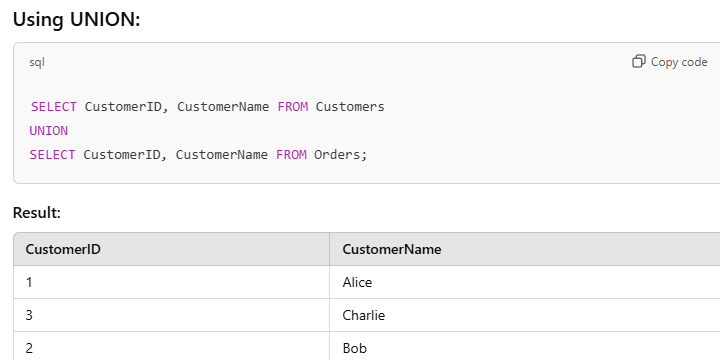 Using UNION:
sql Copy code
SELECT CustomerID, CustomerName FROM Customers
UNION
SELECT CustomerID, CustomerName FROM Orders;
Result:
CustomerID CustomerName
1 Alice
3 Charlie
2 Bob